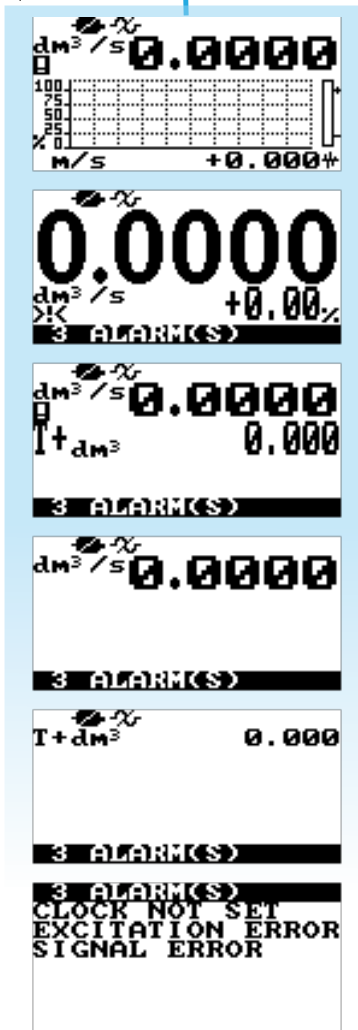 dm³/s 0.0000
100
75
50
25
% 0
m/s +0.000
0.0000
dm³/s +0.00%
>!<
3 ALARM(S)
dm³/s 0.0000
T+dm³ 0.000
3 ALARM(S)
dm³/s 0.0000
3 ALARM(S)
T+dm³ 0.000
3 ALARM(S)
3 ALARM(S)
CLOCK NOT SET
EXCITATION ERROR
SIGNAL ERROR